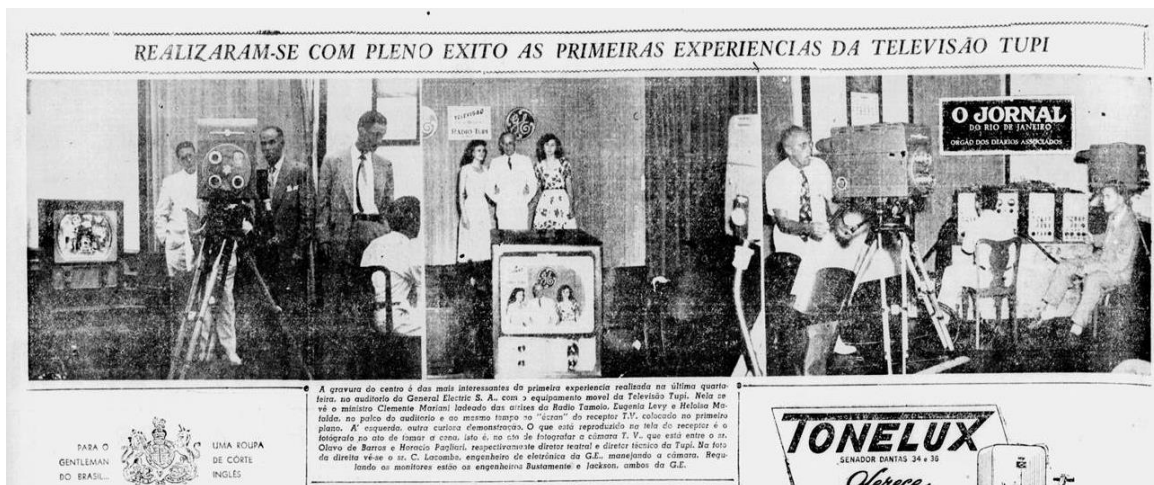 REALIZARAM-SE COM PLENO EXITO AS PRIMEIRAS EXPERIENCIAS DA TELEVISÃO TUPI
TELEVISÃO
RADIO TUPI
O JORNAL
DO RIO DE JANEIRO
ORGÃO DOS DIARIOS ASSOCIADOS
A gravura do centro é das mais interessantes da primeira experiencia realizada na última quarta-
feira, no auditorio da General Electric S. A., com o equipamento movel da Televisão Tupi. Nela se
vê o ministro Clemente Mariani ladeado das artistas da Radio Tamoio, Eugenia Levy e Heloisa Ma-
falda, no palco do auditorio e ao mesmo tempo no "écran" do receptor T.V. colocado no primeiro
plano. A' esquerda, outra curiosa demonstração. O que está reproduzido na tela do receptor é o
fotógrafo no ato de tomar a cena, isto é, no ato de fotografar a câmara T. V., que está entre o sr.
Olavo de Barros e Horacio Pagliari, respectivamente diretor teatral e diretor técnico da Tupi. Na foto
da direita vê-se o sr. C. Lacombe, engenheiro de eletrónica da G.E., manejando a câmara. Regu-
lando os monitores estão os engenheiros Bustamente e Jackson, ambos da G.E.
PARA O
GENTLEMAN
DO BRASIL...
UMA ROUPA
DE CÓRTE
INGLÊS
TONELUX
SENADOR DANTAS 34 e 36
Oferece